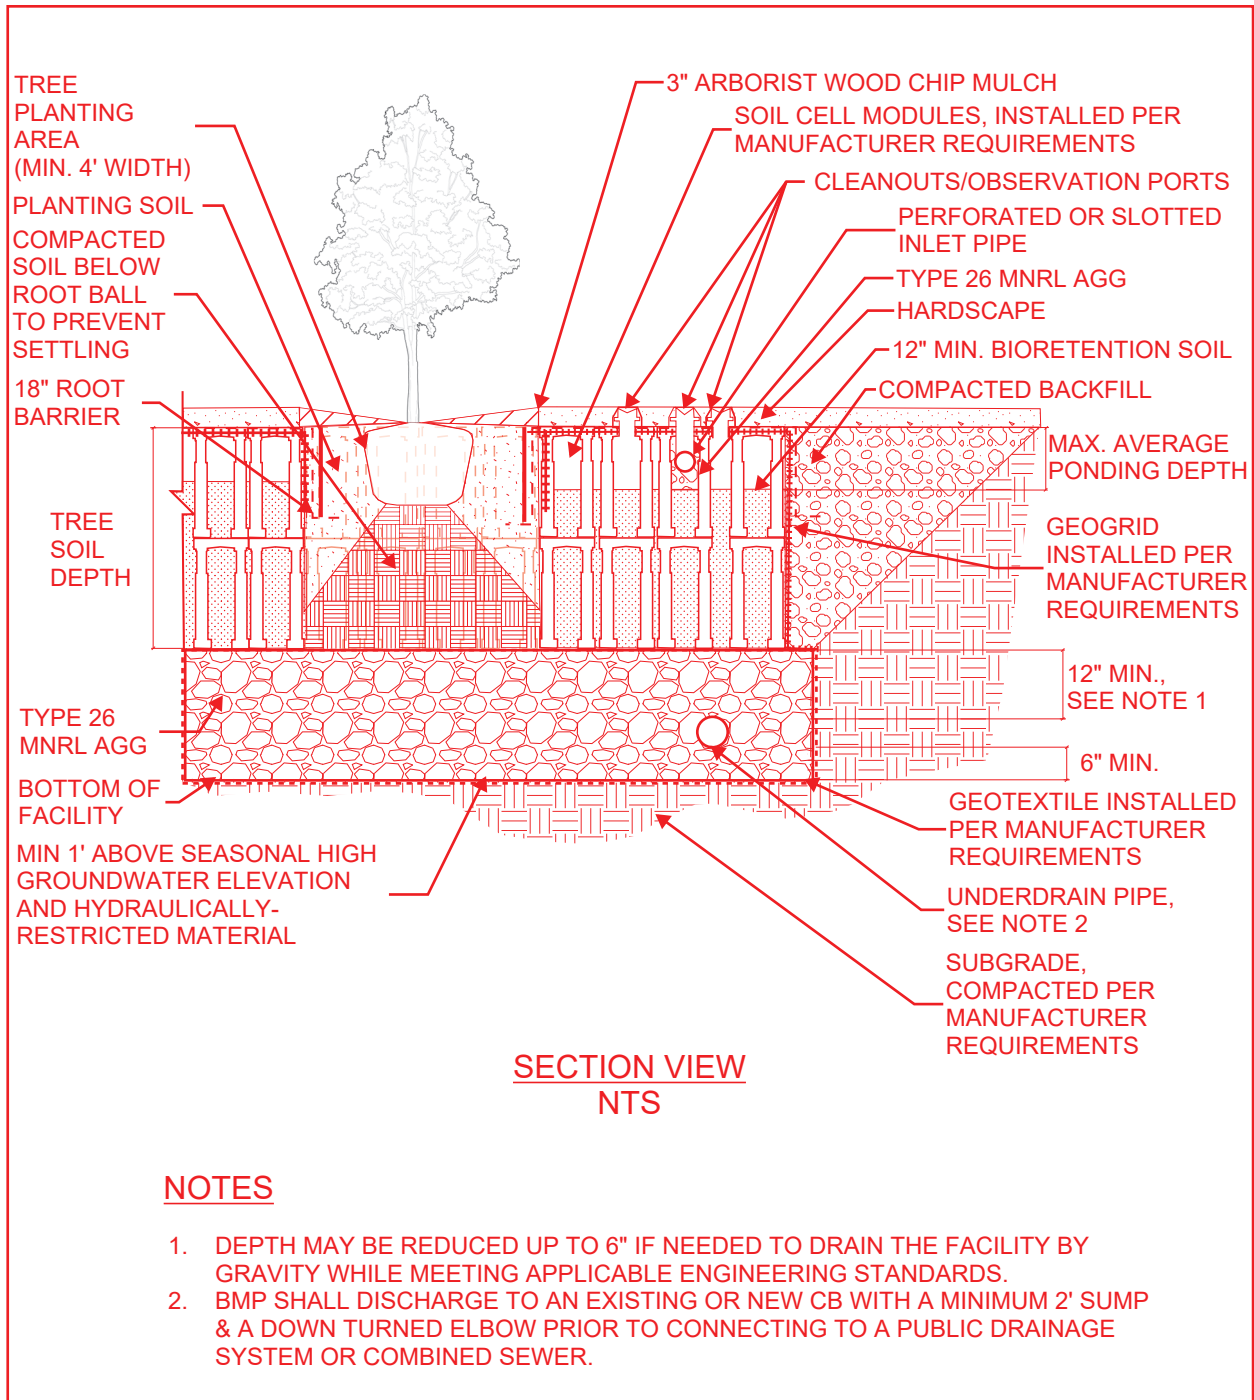 TREE
PLANTING
AREA
(MIN. 4' WIDTH)
PLANTING SOIL
COMPACTED
SOIL BELOW
ROOT BALL
TO PREVENT
SETTLING
18" ROOT
BARRIER
TREE
SOIL
DEPTH
TYPE 26
MNRL AGG
BOTTOM OF
FACILITY
MIN 1' ABOVE SEASONAL HIGH
GROUNDWATER ELEVATION
AND HYDRAULICALLY-
RESTRICTED MATERIAL
3" ARBORIST WOOD CHIP MULCH
SOIL CELL MODULES, INSTALLED PER
MANUFACTURER REQUIREMENTS
CLEANOUTS/OBSERVATION PORTS
PERFORATED OR SLOTTED
INLET PIPE
TYPE 26 MNRL AGG
HARDSCAPE
12" MIN. BIORETENTION SOIL
COMPACTED BACKFILL
MAX. AVERAGE
PONDING DEPTH
GEOGRID
INSTALLED PER
MANUFACTURER
REQUIREMENTS
12" MIN.,
SEE NOTE 1
6" MIN.
GEOTEXTILE INSTALLED
PER MANUFACTURER
REQUIREMENTS
UNDERDRAIN PIPE,
SEE NOTE 2
SUBGRADE,
COMPACTED PER
MANUFACTURER
REQUIREMENTS
SECTION VIEW
NTS
NOTES
1. DEPTH MAY BE REDUCED UP TO 6" IF NEEDED TO DRAIN THE FACILITY BY
GRAVITY WHILE MEETING APPLICABLE ENGINEERING STANDARDS.
2. BMP SHALL DISCHARGE TO AN EXISTING OR NEW CB WITH A MINIMUM 2' SUMP
& A DOWN TURNED ELBOW PRIOR TO CONNECTING TO A PUBLIC DRAINAGE
SYSTEM OR COMBINED SEWER.